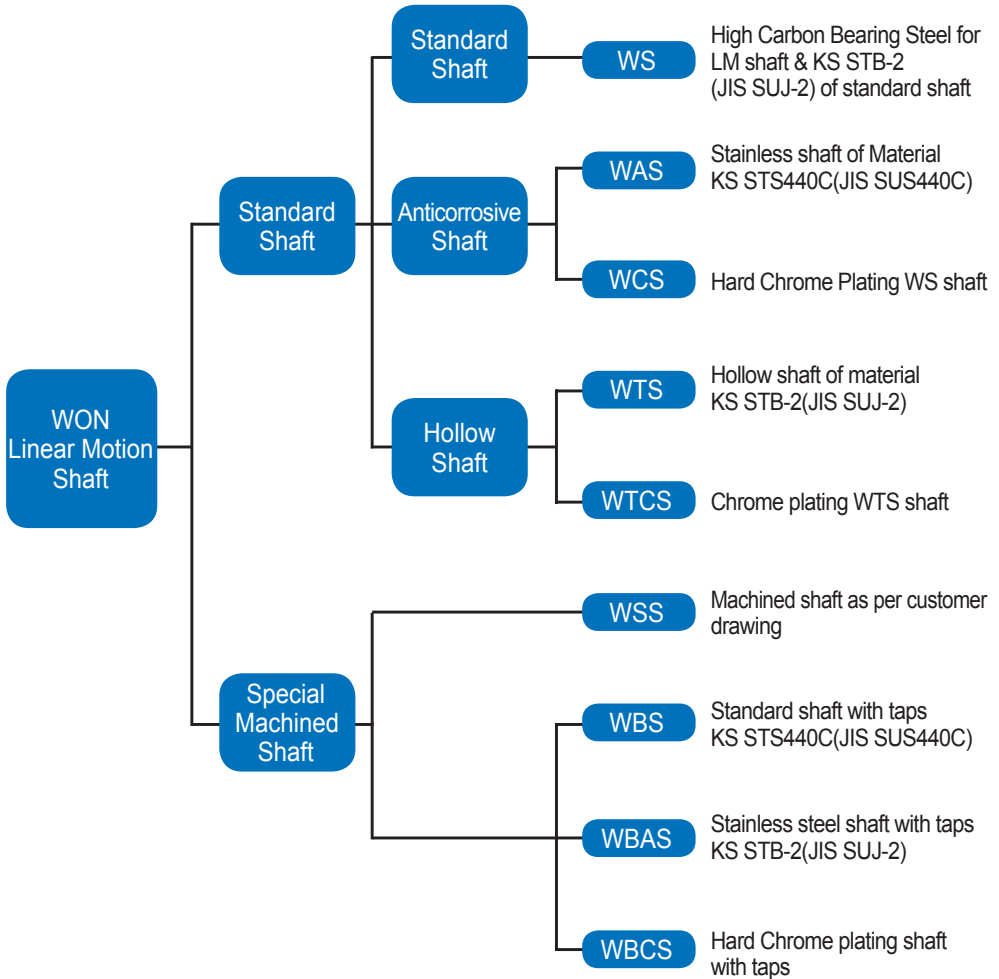 WON
Linear Motion
Shaft
Standard
Shaft
Standard
Shaft
WS
High Carbon Bearing Steel for
LM shaft & KS STB-2
(JIS SUJ-2) of standard shaft
Anticorrosive
Shaft
WAS
Stainless shaft of Material
KS STS440C(JIS SUS440C)
WCS
Hard Chrome Plating WS shaft
Hollow
Shaft
WTS
Hollow shaft of material
KS STB-2(JIS SUJ-2)
WTCS
Chrome plating WTS shaft
Special
Machined
Shaft
WSS
Machined shaft as per customer
drawing
WBS
Standard shaft with taps
KS STS440C(JIS SUS440C)
WBAS
Stainless steel shaft with taps
KS STB-2(JIS SUJ-2)
WBCS
Hard Chrome plating shaft
with taps